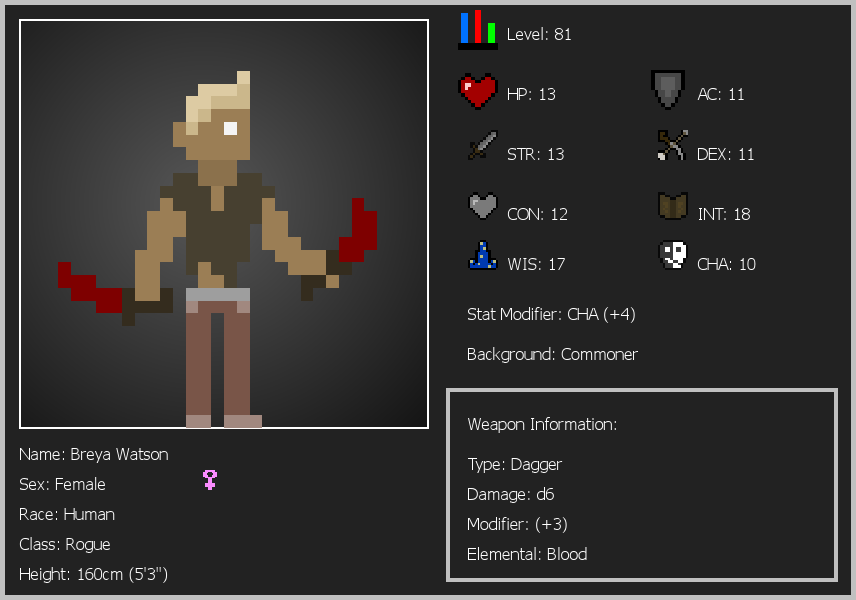 Level: 81
HP: 13
AC: 11
STR: 13
DEX: 11
CON: 12
INT: 18
WIS: 17
CHA: 10
Stat Modifier: CHA (+4)
Background: Commoner
Weapon Information:
Type: Dagger
Damage: d6
Modifier: (+3)
Elemental: Blood
Name: Breya Watson
Sex: Female
Race: Human
Class: Rogue
Height: 160cm (5'3")